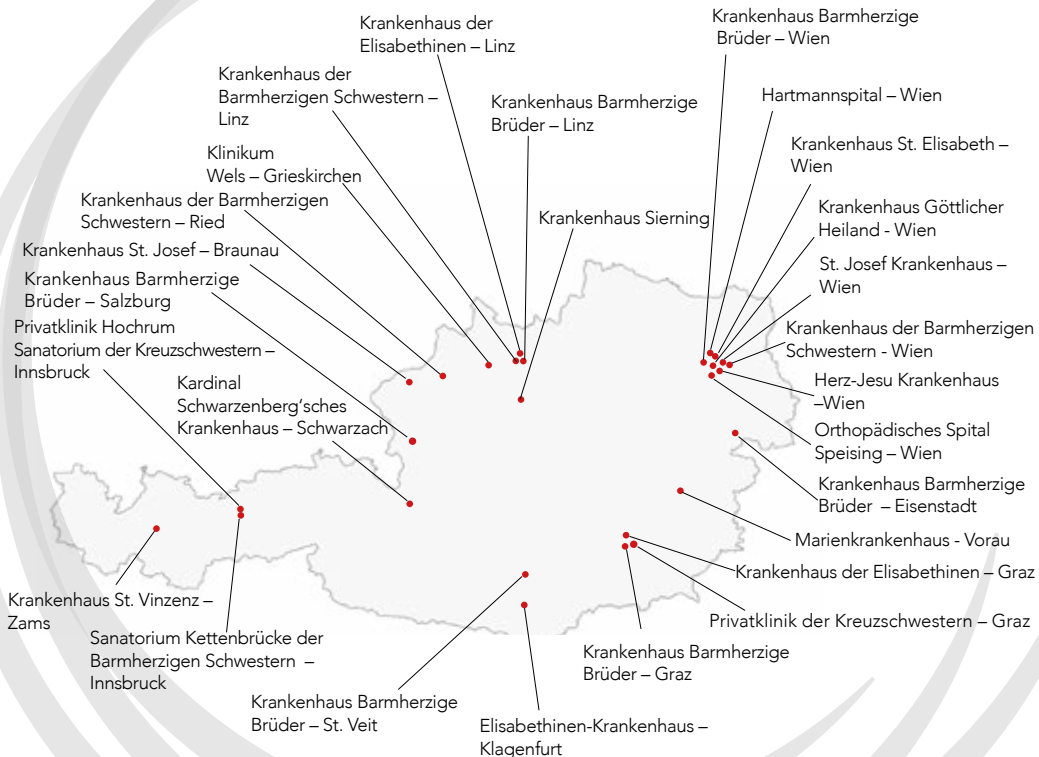 Krankenhaus der
Elisabethinen – Linz
Krankenhaus Barmherzige
Brüder – Wien
Krankenhaus der
Barmherzigen Schwestern –
Linz
Krankenhaus Barmherzige
Brüder – Linz
Hartmannspital – Wien
Klinikum
Wels – Grieskirchen
Krankenhaus St. Elisabeth –
Wien
Krankenhaus der Barmherzigen
Schwestern – Ried
Krankenhaus Sierning
Krankenhaus Göttlicher
Heiland - Wien
Krankenhaus St. Josef – Braunau
St. Josef Krankenhaus –
Wien
Krankenhaus Barmherzige
Brüder – Salzburg
Privatklinik Hochrum
Sanatorium der Kreuzschwestern –
Innsbruck
Krankenhaus der Barmherzigen
Schwestern - Wien
Kardinal
Schwarzenberg‘sches
Krankenhaus – Schwarzach
Herz-Jesu Krankenhaus
–Wien
Orthopädisches Spital
Speising – Wien
Krankenhaus Barmherzige
Brüder – Eisenstadt
Marienkrankenhaus - Vorau
Krankenhaus der Elisabethinen – Graz
Krankenhaus St. Vinzenz –
Zams
Privatklinik der Kreuzschwestern – Graz
Sanatorium Kettenbrücke der
Barmherzigen Schwestern –
Innsbruck
Krankenhaus Barmherzige
Brüder – Graz
Krankenhaus Barmherzige
Brüder – St. Veit
Elisabethinen-Krankenhaus –
Klagenfurt